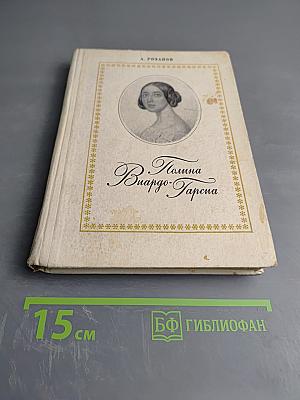 А. РОЗАНОВ
Полина
Виардо-Гарсиа
15 см
БФ ГИБЛИОФАН